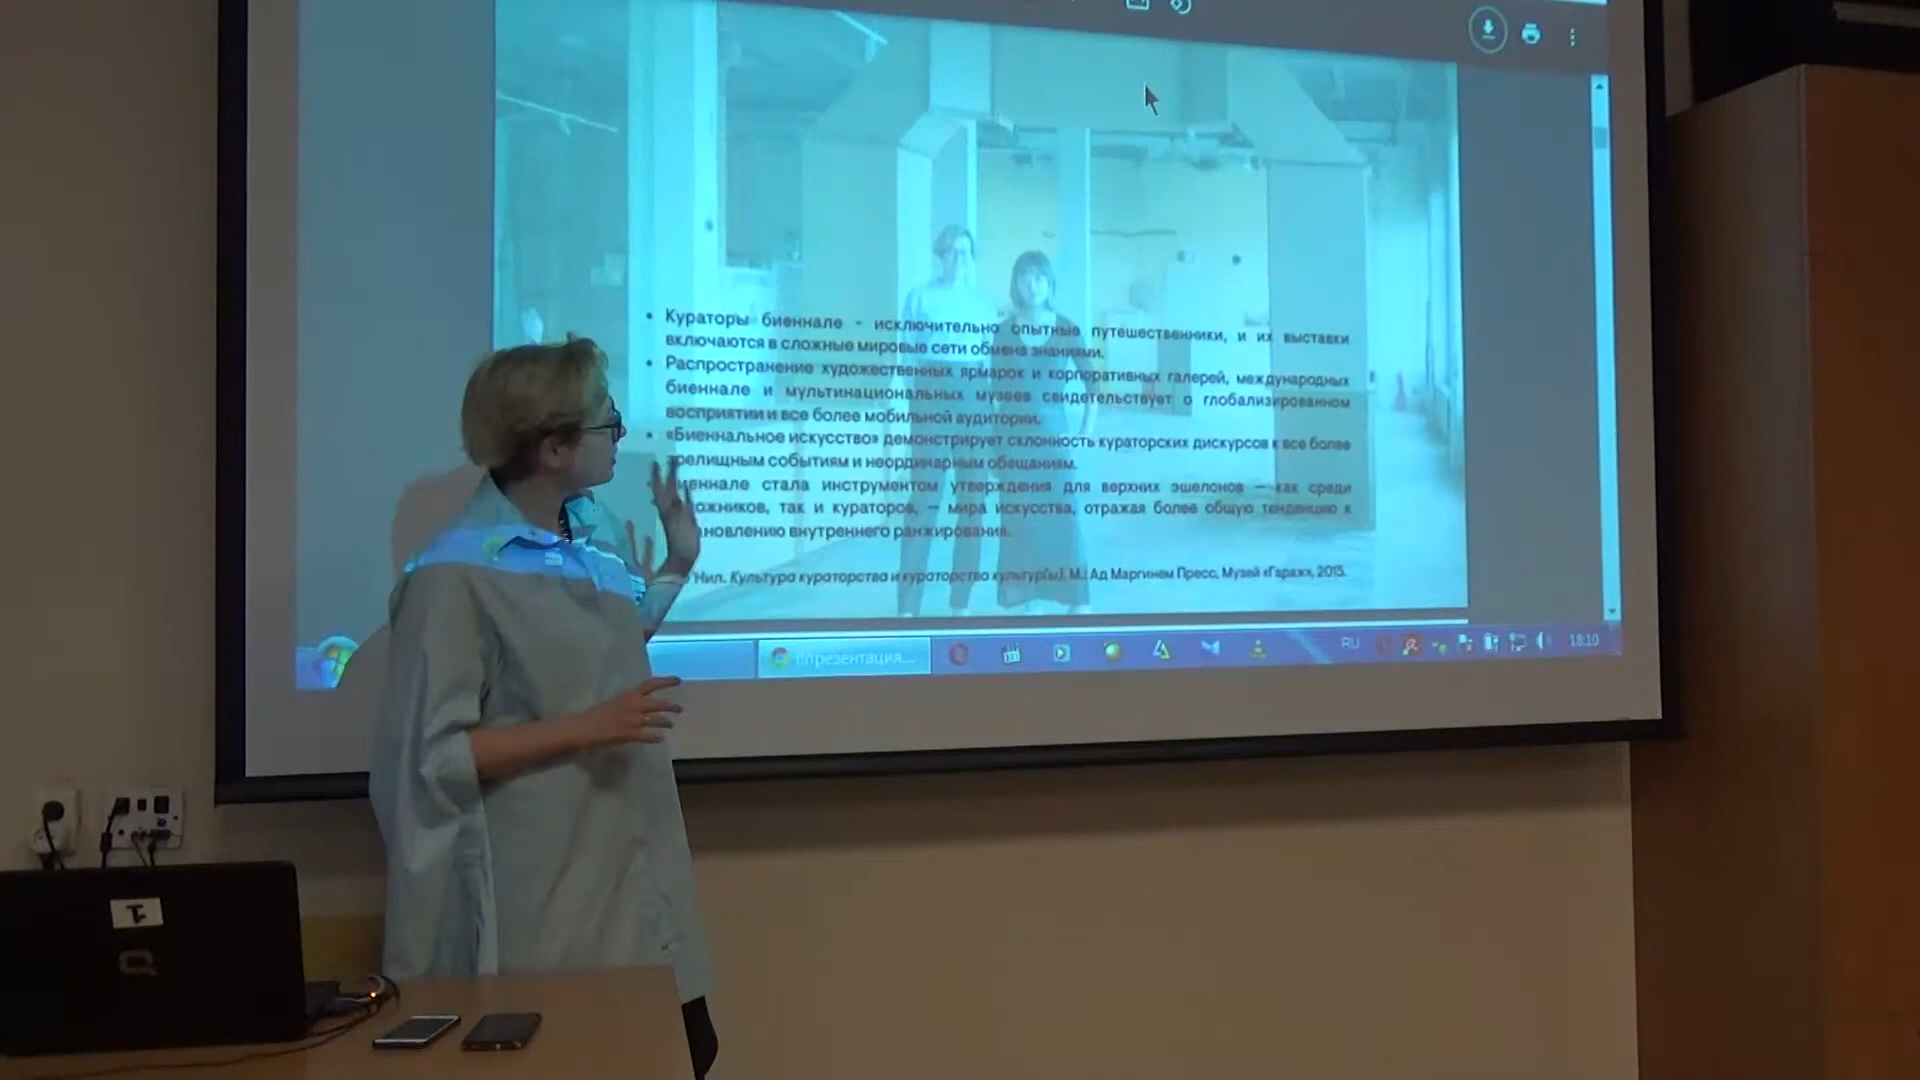 • Кураторы биеннале - исключительно опытные путешественники, и их выставки
включаются в сложные мировые сети обмена знаниями.
• Распространение художественных ярмарок и корпоративных галерей, международных
биеннале и мультинациональных музеев свидетельствует о глобализированном
восприятии и все более мобильной аудитории.
• «Биеннальное искусство» демонстрирует склонность кураторских дискурсов к все более
зрелищным событиям и неординарным обещаниям.
иеннале стала инструментом утверждения для верхних эшелонов — как среди
ожников, так и кураторов, — мира искусства, отражая более общую тенденцию к
ановлению внутреннего ранжирования.
Нил. Культура кураторства и кураторство культур(ы). М.: Ад Маргинем Пресс, Музей «Гараж», 2015.
презентация...
RU
18:10